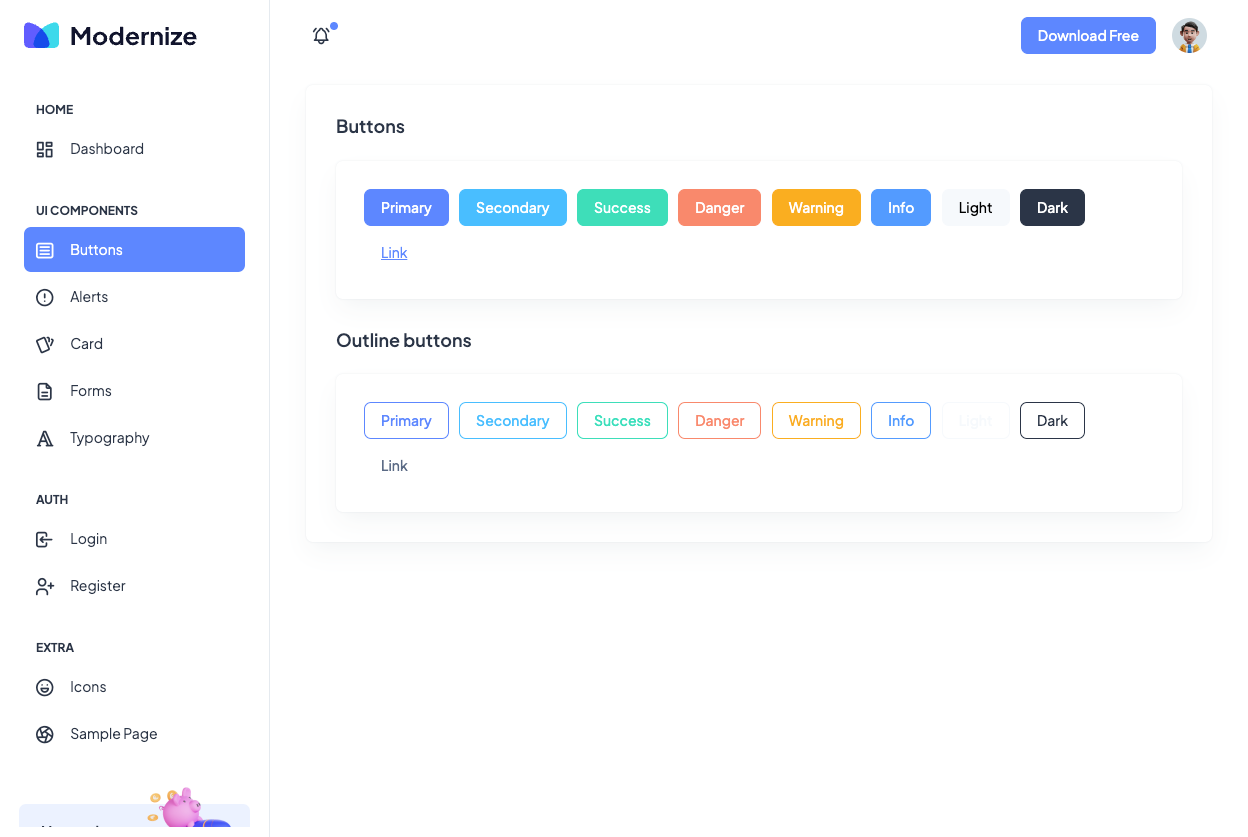 Modernize
Download Free
HOME
Dashboard
UI COMPONENTS
Buttons
Alerts
Card
Forms
Typography
AUTH
Login
Register
EXTRA
Icons
Sample Page
Buttons
Primary Secondary Success Danger Warning Info Light Dark
Link
Outline buttons
Primary Secondary Success Danger Warning Info Light Dark
Link